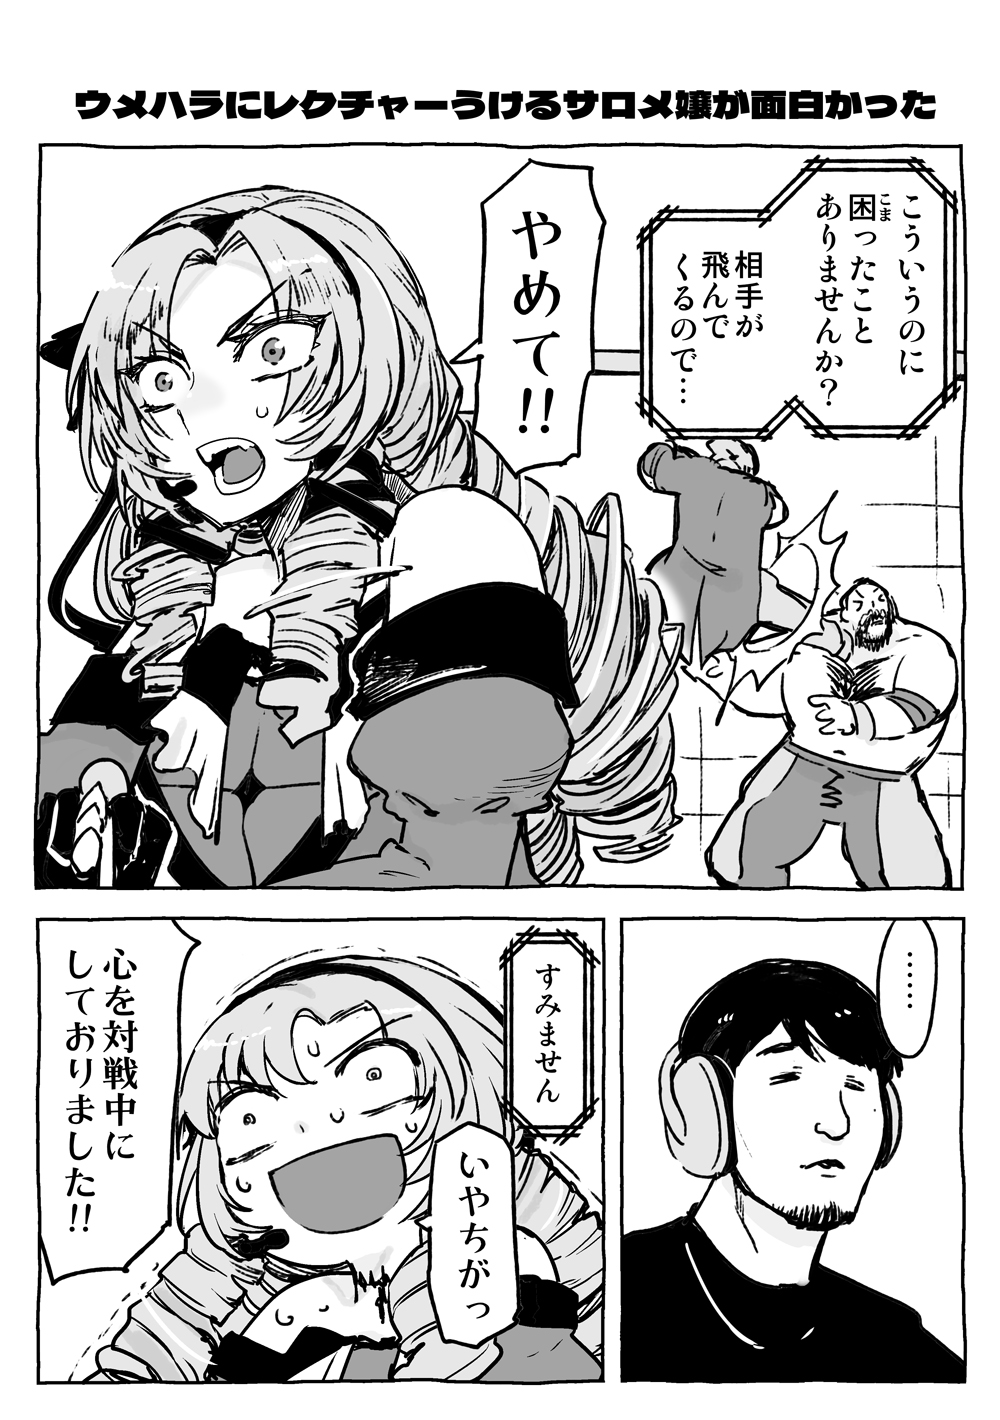 ウメハラにレクチャーうけるサロメ嬢が面白かった
こういうのに
困ったこと
こま
ありませんか？
相手が
飛んで
くるので…
やめて!!
……
すみません
いやちがっ
心を対戦中に
しておりました!!